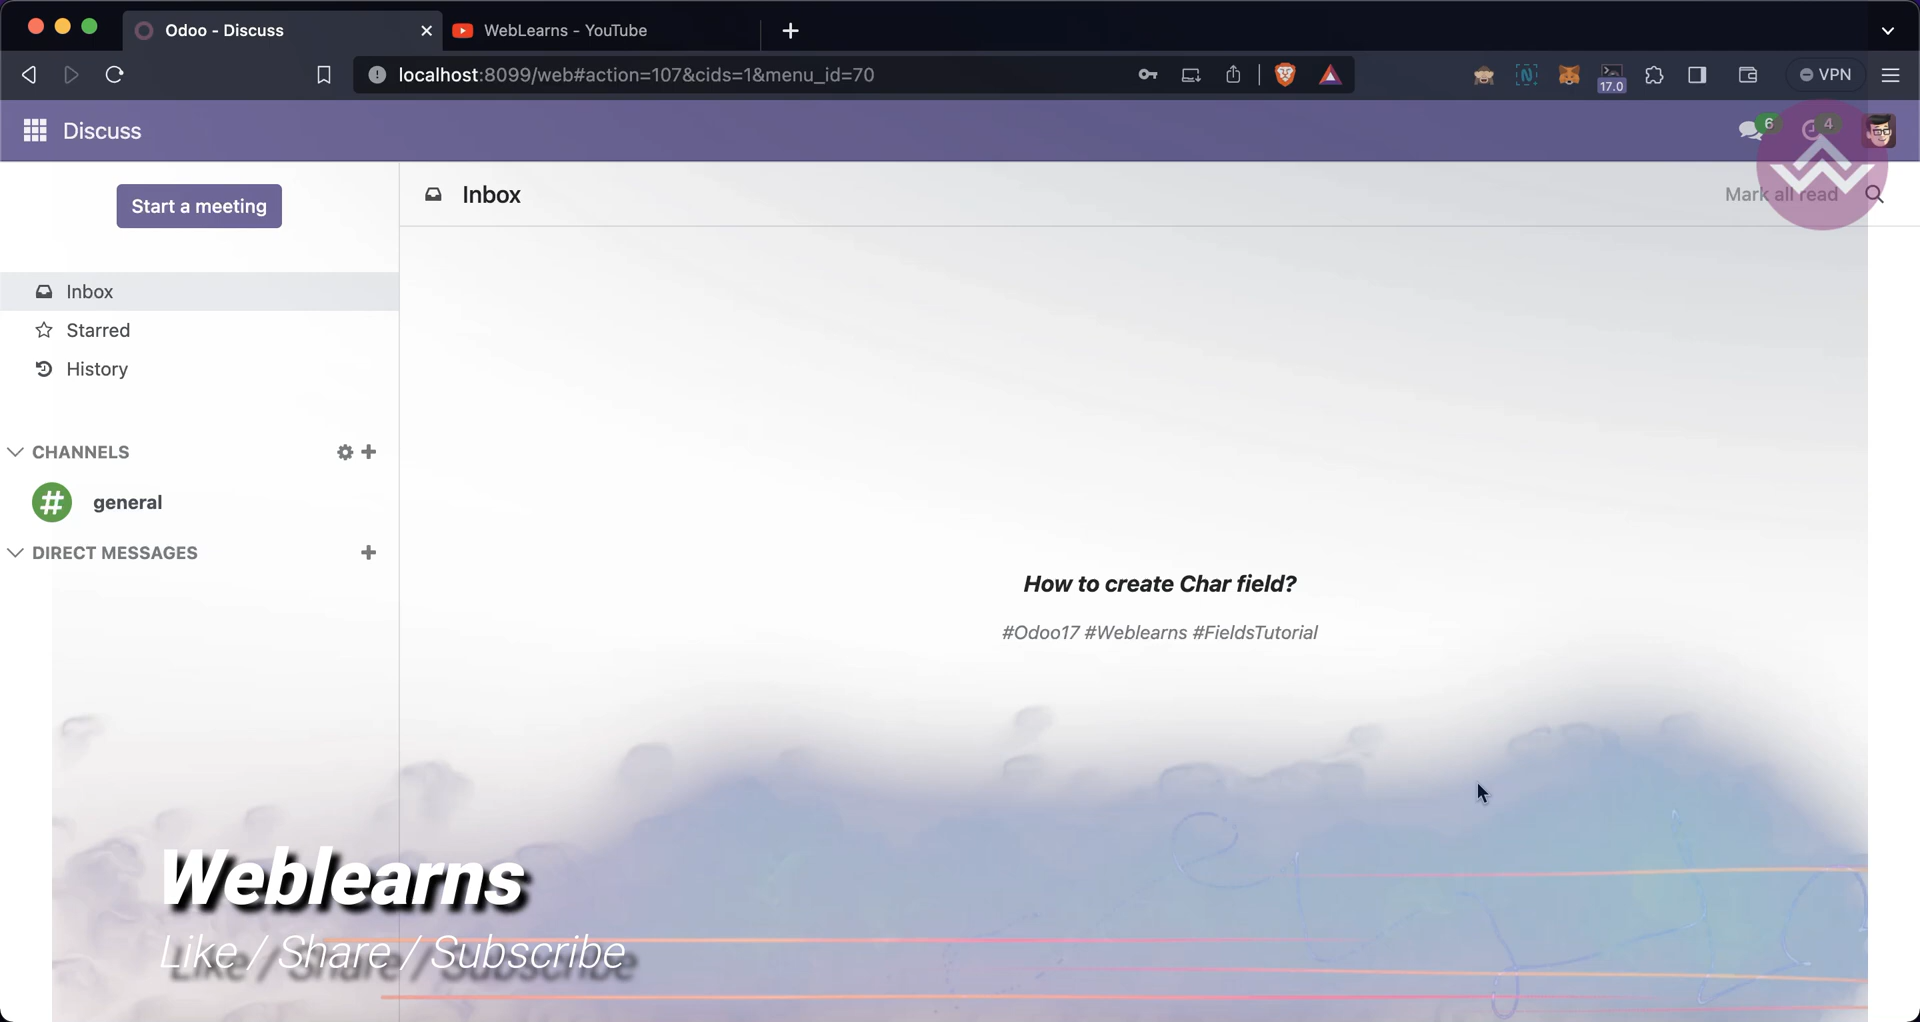 Odoo - Discuss
WebLearns - YouTube
localhost:8099/web#action=107&cids=1&menu_id=70
17.0
VPN
Discuss
6
4
Start a meeting
Inbox
Mark all read
Inbox
Starred
History
CHANNELS
general
DIRECT MESSAGES
How to create Char field?
#Odoo17 #Weblearns #FieldsTutorial
Weblearns
Like / Share / Subscribe